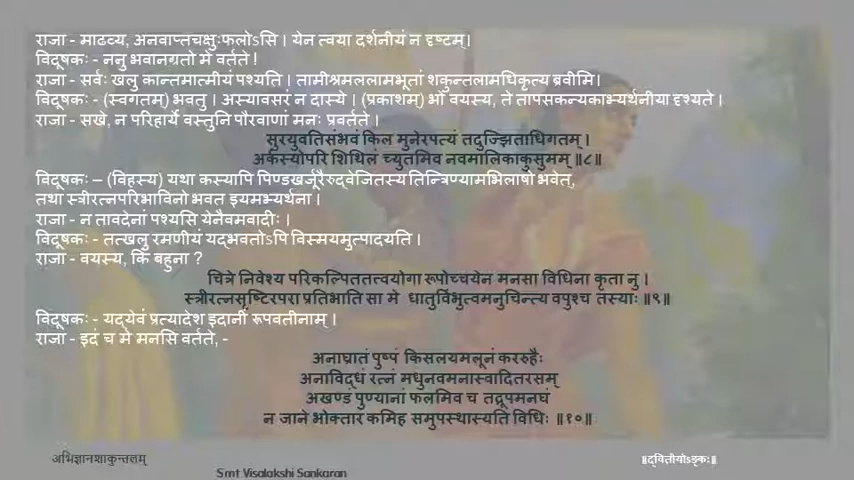 राजा - माढव्य, अनवाप्तचक्षुःफलोऽसि । येन त्वया दर्शनीयं न दृष्टम्।
विदूषकः - ननु भवानग्रतो मे वर्तते !
राजा - सर्वः खलु कान्तमात्मीयं पश्यति । तामाश्रमललामभूतां शकुन्तलामधिकृत्य ब्रवीमि।
विदूषकः - (स्वगतम्) भवतु । अस्यावसरं न दास्ये । (प्रकाशम्) भो वयस्य, ते तापसकन्यकाभ्यर्थनीया दृश्यते ।
राजा - सखे, न परिहार्ये वस्तुनि पौरवाणां मनः प्रवर्तते ।
सुरयुवतिसंभवं किल मुनेरपत्यं तदुज्झिताधिगतम् ।
अर्कस्योपरि शिथिलं च्युतमिव नवमालिकाकुसुमम् ॥८॥
विदूषकः – (विहस्य) यथा कस्यापि पिण्डखर्जूरैरुद्वेजितस्य तिन्त्रिण्यामभिलाषो भवेत्,
तथा स्त्रीरत्नपरिभाविनो भवत इयमभ्यर्थना ।
राजा - न तावदेनां पश्यसि येनैवमवादीः ।
विदूषकः - तत्खलु रमणीयं यद्भवतोऽपि विस्मयमुत्पादयति ।
राजा - वयस्य, किं बहुना ?
चित्रे निवेश्य परिकल्पिततत्त्वयोगा रूपोच्चयेन मनसा विधिना कृता नु ।
स्त्रीरत्नसृष्टिरपरा प्रतिभाति सा मे धातुर्विभुत्वमनुचिन्त्य वपुश्च तस्याः ॥९॥
विदूषकः - यद्येवं प्रत्यादेश इदानीं रूपवतीनाम् ।
राजा - इदं च मे मनसि वर्तते, -
अनाघ्रातं पुष्पं किसलयमलूनं कररुहैः
अनाविद्धं रत्नं मधुनवमनास्वादितरसम्
अखण्डं पुण्यानां फलमिव च तद्रूपमनघं
न जाने भोक्तारं कमिह समुपस्थास्यति विधिः ॥१०॥
अभिज्ञानशाकुन्तलम्
॥द्वितीयोऽङ्कः॥
Smt Visalakshi Sankaran